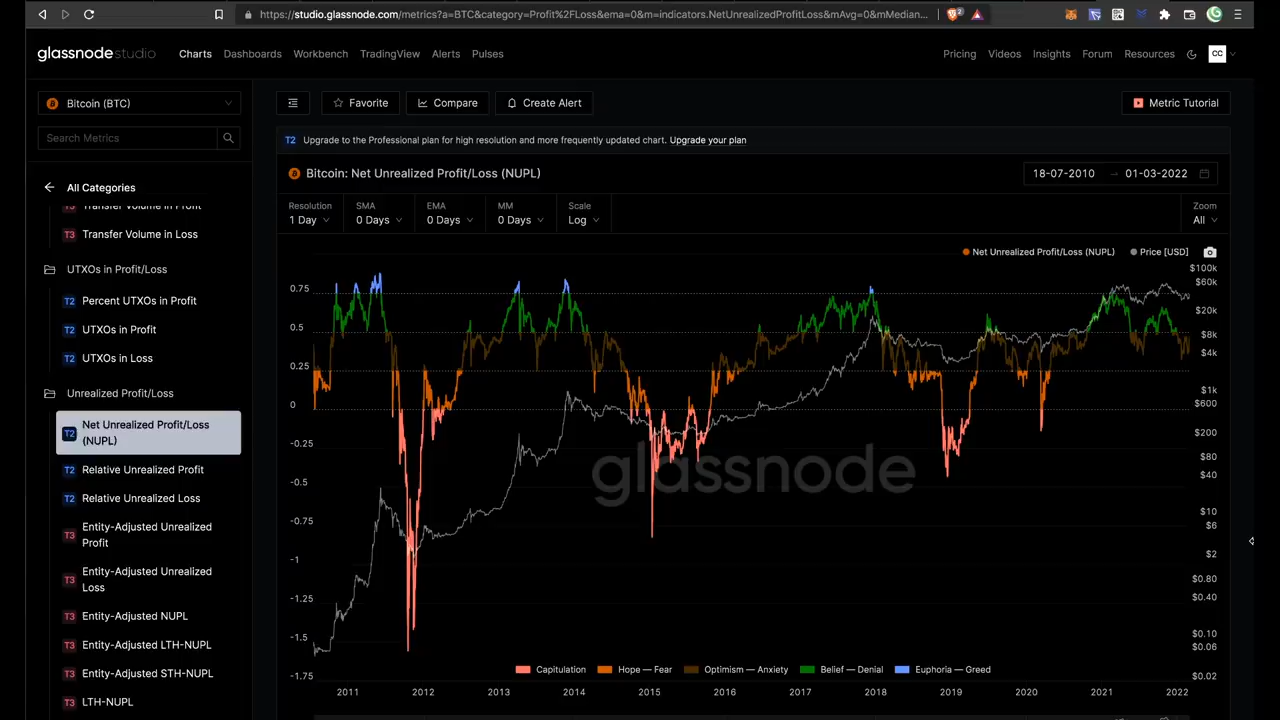 https://studio.glassnode.com/metrics?a=BTC&category=Profit%2FLoss&ema=0&m=indicators.NetUnrealizedProfitLoss&mAvg=0&mMedian...
2
glassnodestudio
Charts
Dashboards
Workbench
TradingView
Alerts
Pulses
Pricing
Videos
Insights
Forum
Resources
CC
Bitcoin (BTC)
Search Metrics
All Categories
T3 Transfer Volume in Profit
T3 Transfer Volume in Loss
UTXOs in Profit/Loss
T2 Percent UTXOs in Profit
T2 UTXOs in Profit
T2 UTXOs in Loss
Unrealized Profit/Loss
T2 Net Unrealized Profit/Loss
(NUPL)
T2 Relative Unrealized Profit
T2 Relative Unrealized Loss
T3 Entity-Adjusted Unrealized
Profit
T3 Entity-Adjusted Unrealized
Loss
T3 Entity-Adjusted NUPL
T3 Entity-Adjusted LTH-NUPL
T3 Entity-Adjusted STH-NUPL
T3 LTH-NUPL
Favorite
Compare
Create Alert
Metric Tutorial
T2 Upgrade to the Professional plan for high resolution and more frequently updated chart. Upgrade your plan
Bitcoin: Net Unrealized Profit/Loss (NUPL)
18-07-2010 → 01-03-2022
Resolution
1 Day
SMA
0 Days
EMA
0 Days
MM
0 Days
Scale
Log
Zoom
All
Net Unrealized Profit/Loss (NUPL)
Price [USD]
0.75
0.5
0.25
0
-0.25
-0.5
-0.75
-1
-1.25
-1.5
-1.75
$100k
$60k
$20k
$8k
$4k
$1k
$600
$200
$80
$40
$10
$6
$2
$0.80
$0.40
$0.10
$0.06
$0.02
glassnode
Capitulation
Hope — Fear
Optimism — Anxiety
Belief — Denial
Euphoria — Greed
2011
2012
2013
2014
2015
2016
2017
2018
2019
2020
2021
2022